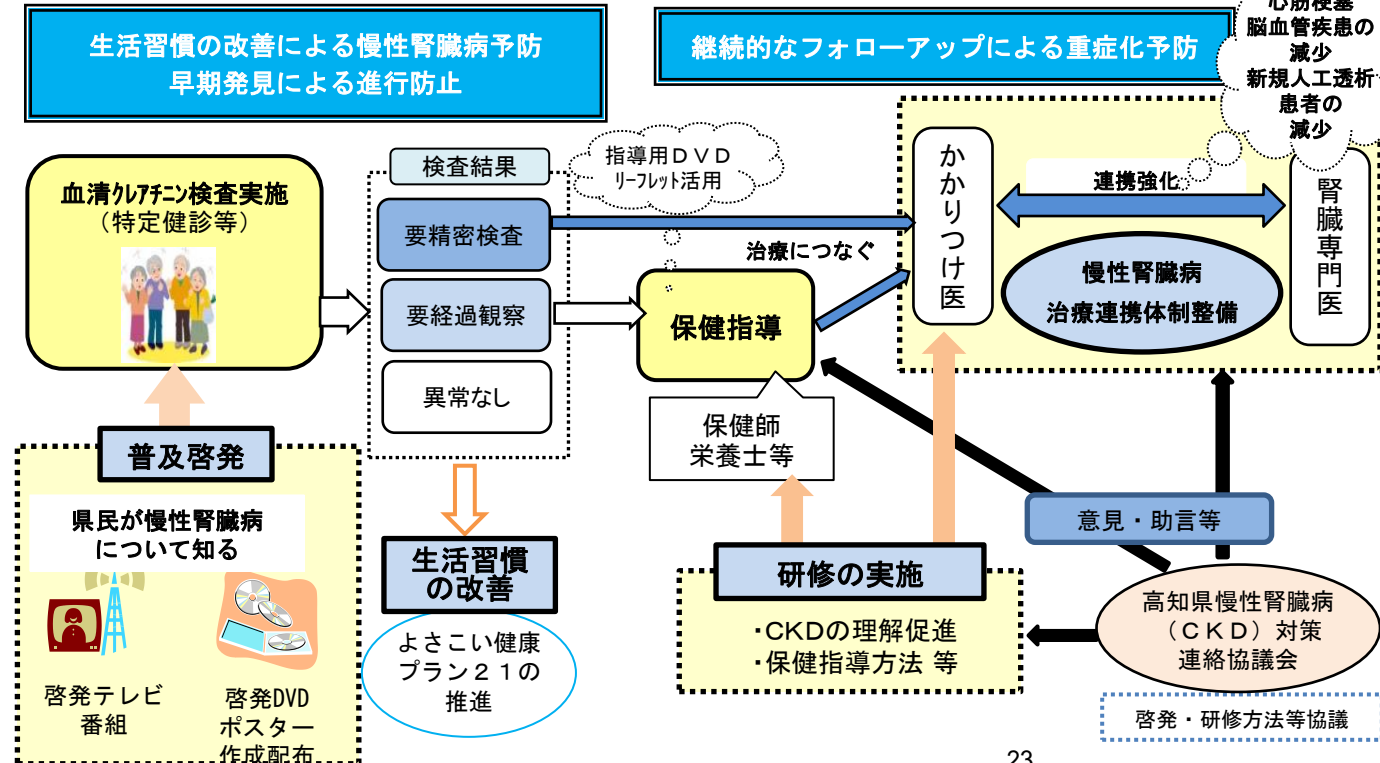 生活習慣の改善による慢性腎臓病予防
早期発見による進行防止
継続的なフォローアップによる重症化予防
心筋梗塞
脳血管疾患の
減少
新規人工透析
患者の
減少
血清クレアチニン検査実施
（特定健診等）
検査結果
要精密検査
要経過観察
異常なし
指導用ＤＶＤ
リーフレット活用
治療につなぐ
保健指導
保健師
栄養士等
かかりつけ医
連携強化
慢性腎臓病
治療連携体制整備
腎臓専門医
普及啓発
県民が慢性腎臓病
について知る
啓発テレビ
番組
啓発DVD
ポスター
作成配布
生活習慣
の改善
よさこい健康
プラン２１の
推進
研修の実施
・CKDの理解促進
・保健指導方法 等
意見・助言等
高知県慢性腎臓病
（ＣＫＤ）対策
連絡協議会
啓発・研修方法等協議
23